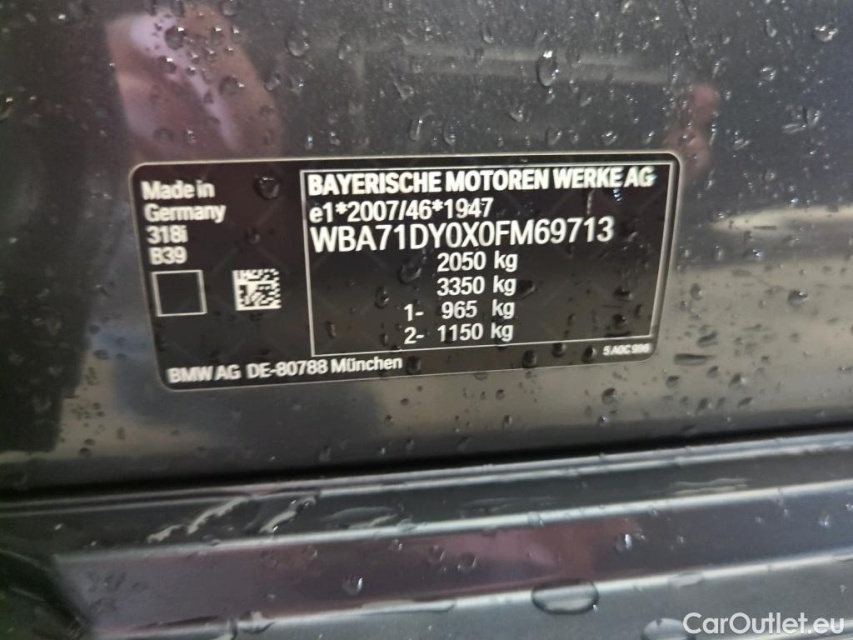 Made in
Germany
318i
B39
BAYERISCHE MOTOREN WERKE AG
e1*2007/46*1947
WBA71DY0X0FM69713
2050 kg
3350 kg
1- 965 kg
2- 1150 kg
BMW AG DE-80788 München
CarOutlet.eu